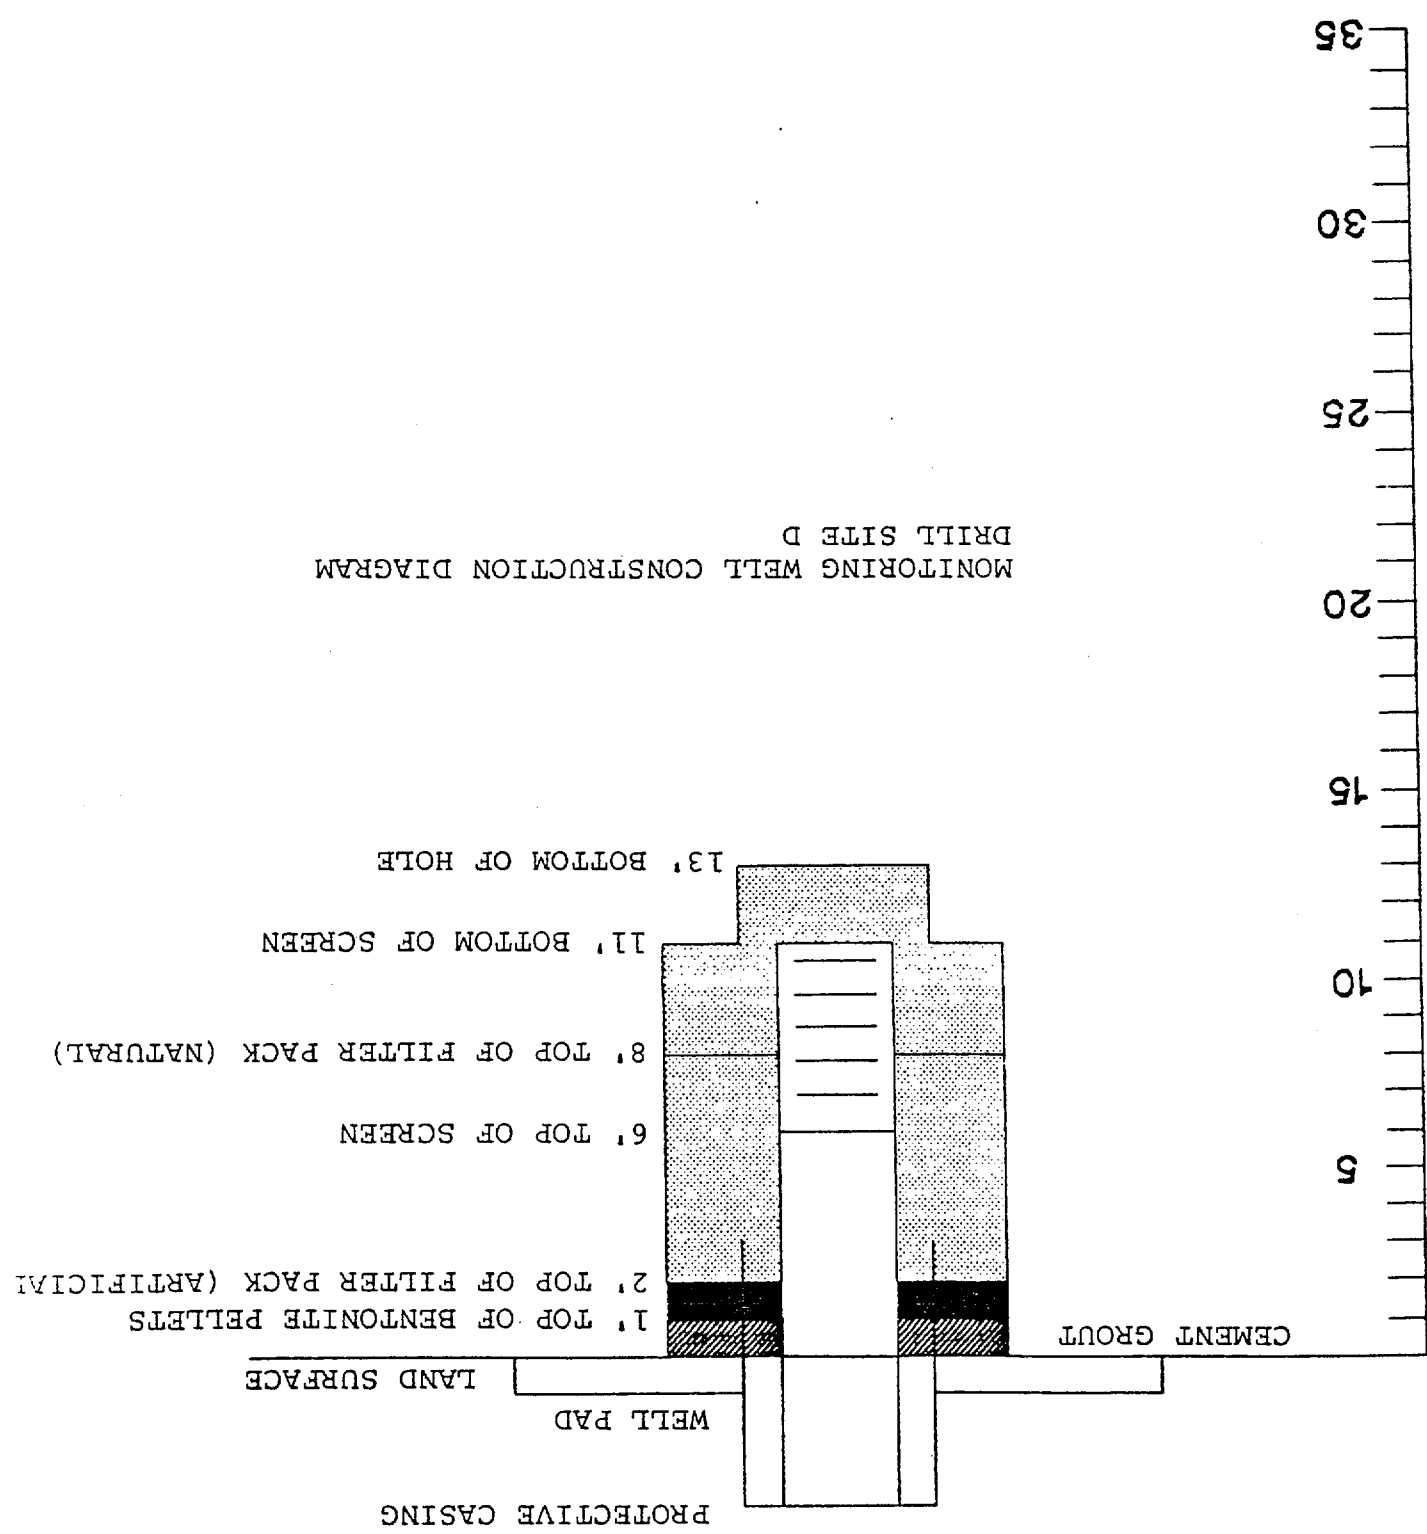 PROTECTIVE CASING
WELL PAD
LAND SURFACE
CEMENT GROUT
1' TOP OF BENTONITE PELLETS
2' TOP OF FILTER PACK (ARTIFICIAL
5
6' TOP OF SCREEN
8' TOP OF FILTER PACK (NATURAL)
10
11' BOTTOM OF SCREEN
13' BOTTOM OF HOLE
15
20
MONITORING WELL CONSTRUCTION DIAGRAM
DRILL SITE D
25
30
35